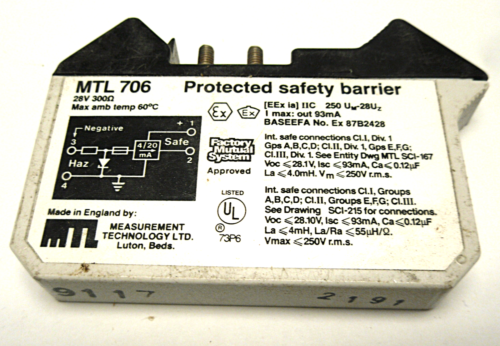 MTL 706 Protected safety barrier
28V 300Ω
Max amb temp 60°C
[EEx ia] IIC 250 UM-28UZ
I max: out 93mA
BASEEFA No. Ex 87B2428
Ex
Ex
Negative
+ 1
3
4/20
mA
Safe
2
Haz
4
Factory
Mutual
System
Approved
Int. safe connections Cl.I, Div. 1
Gps A,B,C,D; Cl.II, Div. 1 Gps E,F,G;
Cl.III, Div. 1. See Entity Dwg MTL SCI-167
Voc ⩽ 28.1V, Isc ⩽ 93mA, Ca ⩽ 0.12µF
La ⩽ 4.0mH. Vm ⩽ 250V r.m.s.
LISTED
UL
®
73P6
Int. safe connections Cl.I, Groups
A,B,C,D; Cl.II, Groups E,F,G; Cl.III.
See Drawing SCI-215 for connections.
Voc ⩽ 28.10V, Isc ⩽ 93mA, Ca ⩽ 0.12µF
La ⩽ 4mH, La/Ra ⩽ 55µH/Ω.
Vmax ⩽ 250V r.m.s.
Made in England by:
MTL
MEASUREMENT
TECHNOLOGY LTD.
Luton, Beds.
9117 2191